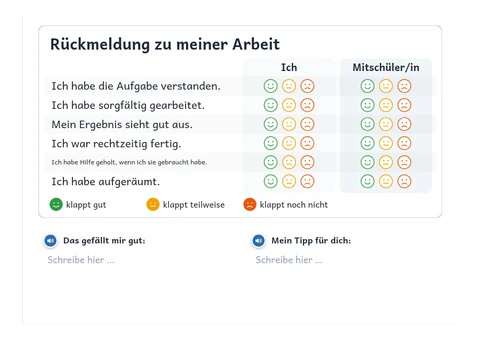 Rückmeldung zu meiner Arbeit
Ich Mitschüler/in
Ich habe die Aufgabe verstanden.
Ich habe sorgfältig gearbeitet.
Mein Ergebnis sieht gut aus.
Ich war rechtzeitig fertig.
Ich habe Hilfe geholt, wenn ich sie gebraucht habe.
Ich habe aufgeräumt.
klappt gut klappt teilweise klappt noch nicht
Das gefällt mir gut: Mein Tipp für dich:
Schreibe hier ... Schreibe hier ...